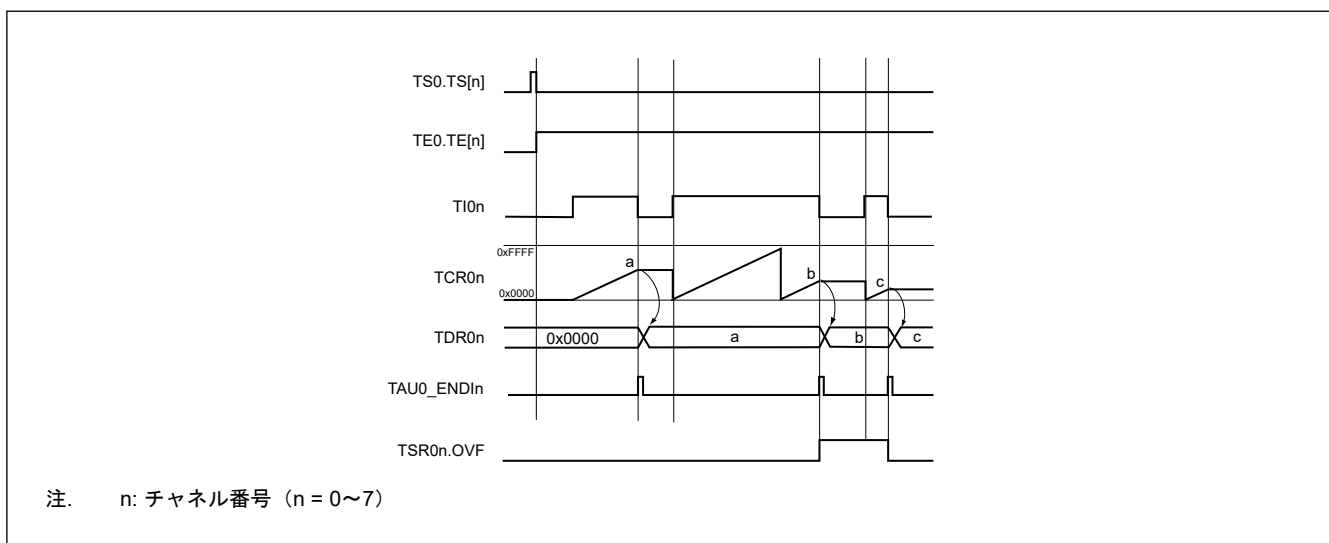 TS0.TS[n]
TE0.TE[n]
TI0n
0xFFFF
TCR0n
0x0000
a
b
c
TDR0n
0x0000
a
b
c
TAU0_ENDIn
TSR0n.OVF
注. n: チャネル番号（n = 0～7）